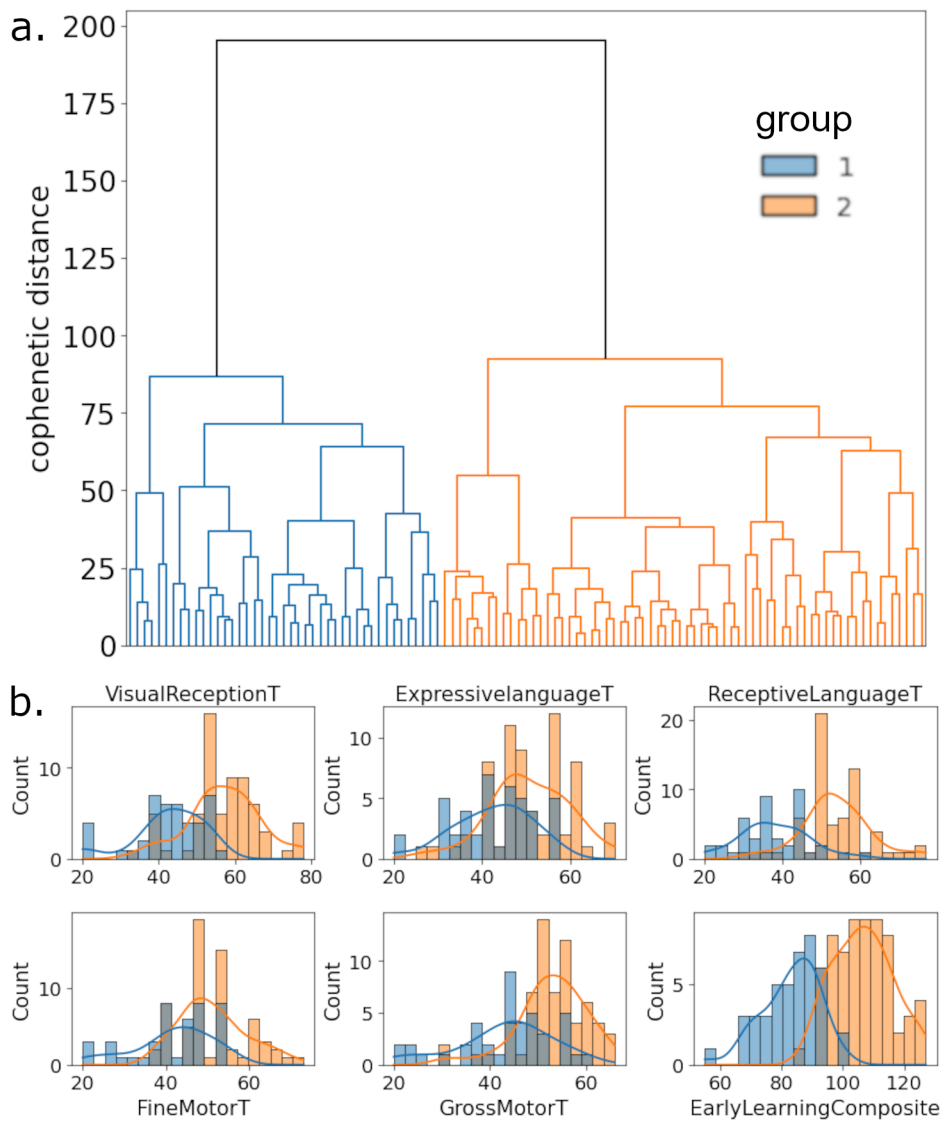 a.
200
175
150
125
100
75
50
25
0
cophenetic distance
group
1
2
b.
VisualReceptionT
ExpressivelanguageT
ReceptiveLanguageT
Count
10
0
40
60
80
Count
10
5
0
20
40
60
Count
20
10
0
20
40
60
Count
10
0
20
40
60
FineMotorT
Count
10
5
0
20
40
60
GrossMotorT
Count
5
0
60
80
100
120
EarlyLearningComposite